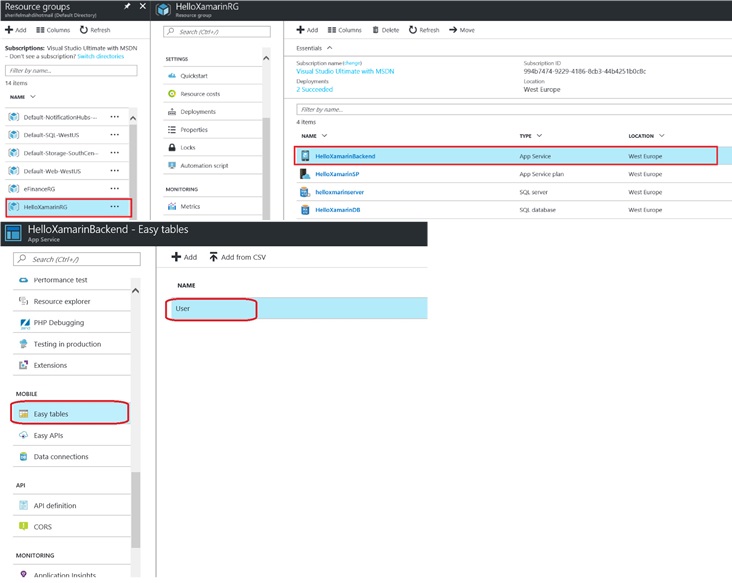 Resource groups
sherifelmahdihotmail (Default Directory)
Add Columns Refresh
Subscriptions: Visual Studio Ultimate with MSDN
- Don't see a subscription? Switch directories
Filter by name...
14 items
NAME
Default-NotificationHubs-...
Default-SQL-WestUS
Default-Storage-SouthCen...
Default-Web-WestUS
eFinanceRG
HelloXamarinRG
HelloXamarinRG
Resource group
Search (Ctrl+/)
SETTINGS
Quickstart
Resource costs
Deployments
Properties
Locks
Automation script
MONITORING
Metrics
Add Columns Delete Refresh Move
Essentials
Subscription name (change)
Visual Studio Ultimate with MSDN
Deployments
2 Succeeded
Subscription ID
994b7474-9229-4186-8cb3-44b4251b0c8c
Location
West Europe
Filter by name...
4 items
NAME TYPE LOCATION
HelloXamarinBackend App Service West Europe
HelloXamarinSP App Service plan West Europe
helloxmarinserver SQL server West Europe
HelloXamarinDB SQL database West Europe
HelloXamarinBackend - Easy tables
App Service
Search (Ctrl+/)
Performance test
Resource explorer
PHP Debugging
Testing in production
Extensions
MOBILE
Easy tables
Easy APIs
Data connections
API
API definition
CORS
MONITORING
Application Insights
Add Add from CSV
NAME
User